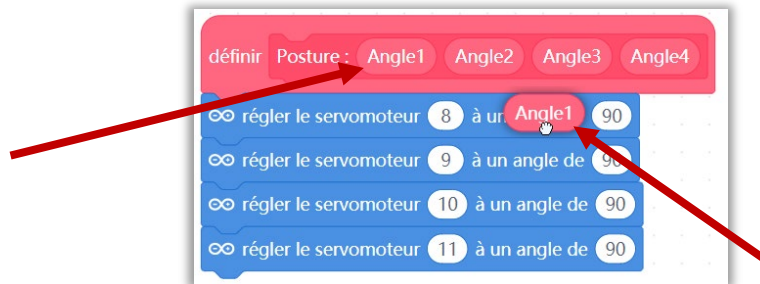 définir Posture : Angle1 Angle2 Angle3 Angle4
régler le servomoteur 8 à un Angle1 90
régler le servomoteur 9 à un angle de 90
régler le servomoteur 10 à un angle de 90
régler le servomoteur 11 à un angle de 90